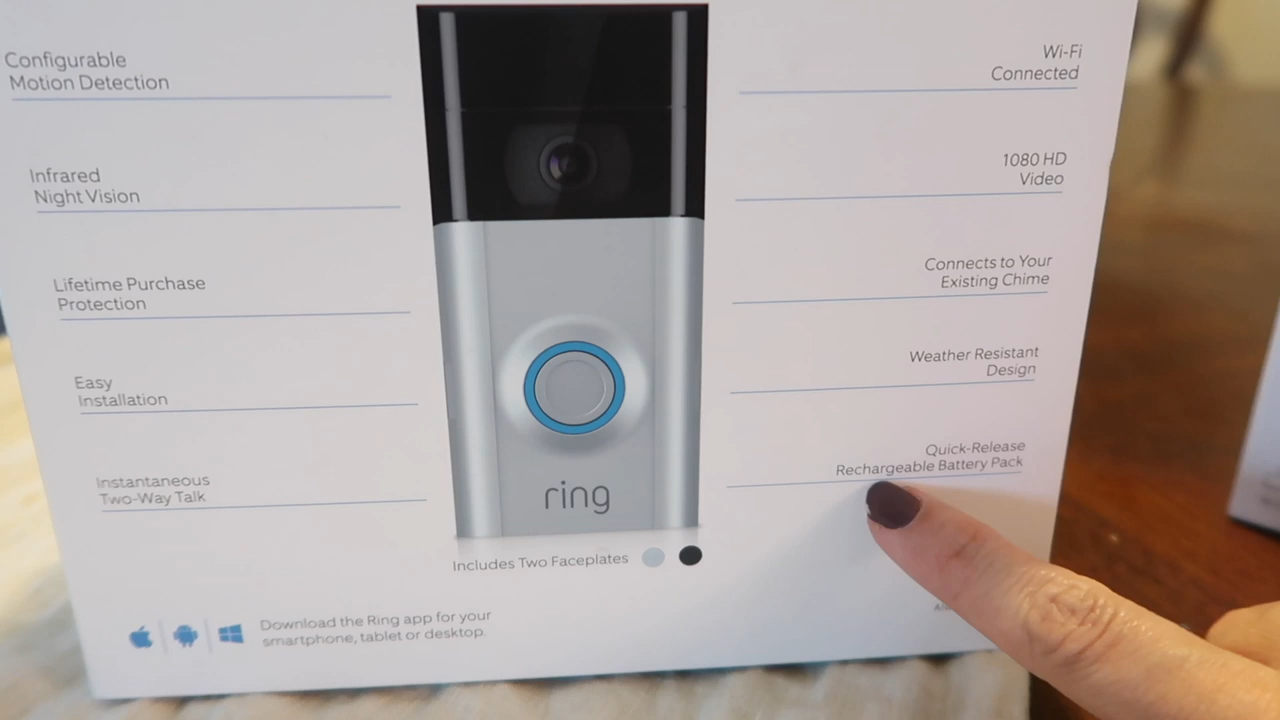 Configurable
Motion Detection
Infrared
Night Vision
Lifetime Purchase
Protection
Easy
Installation
Instantaneous
Two-Way Talk
Wi-Fi
Connected
1080 HD
Video
Connects to Your
Existing Chime
Weather Resistant
Design
Quick-Release
Rechargeable Battery Pack
ring
Includes Two Faceplates
Download the Ring app for your
smartphone, tablet or desktop.